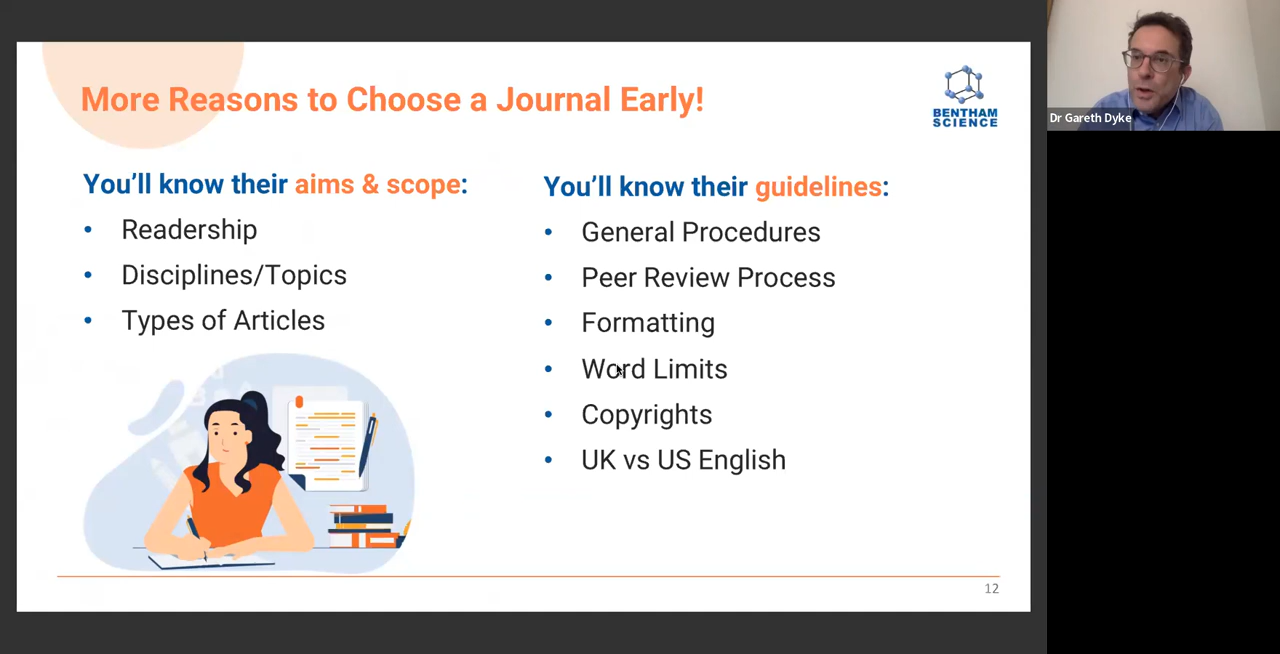 More Reasons to Choose a Journal Early!
BENTHAM
SCIENCE
Dr Gareth Dyke
You’ll know their aims & scope:
• Readership
• Disciplines/Topics
• Types of Articles
You’ll know their guidelines:
• General Procedures
• Peer Review Process
• Formatting
• Word Limits
• Copyrights
• UK vs US English
12